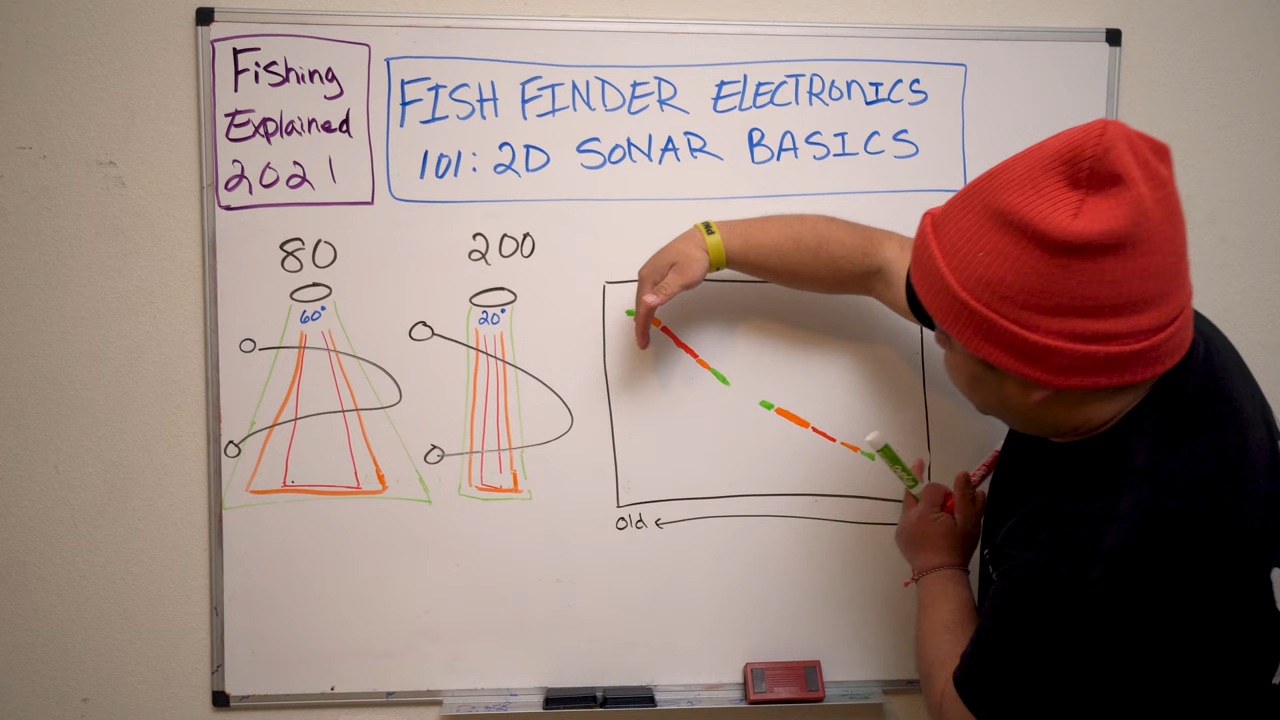 Fishing
Explained
2021
FISH FINDER ELECTRONICS
101: 2D SONAR BASICS
80
200
60°
20°
Old